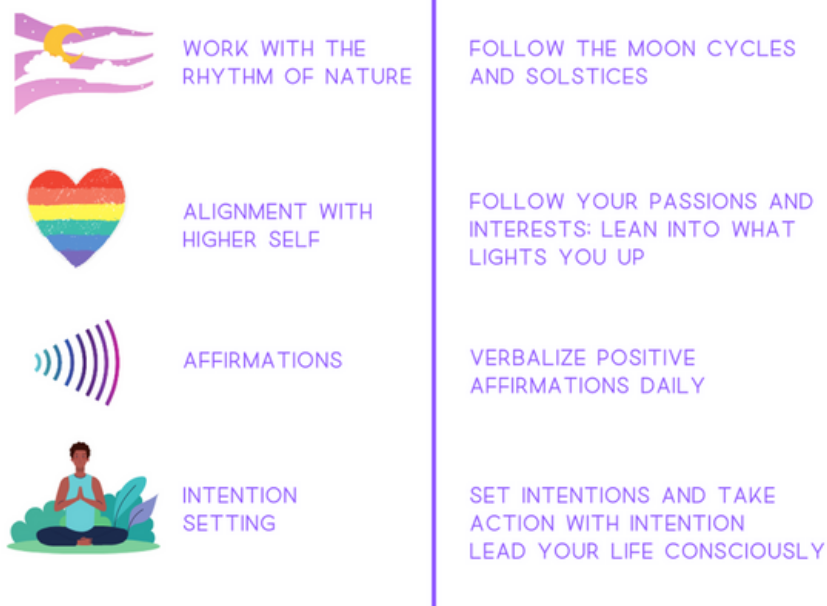 WORK WITH THE
RHYTHM OF NATURE
FOLLOW THE MOON CYCLES
AND SOLSTICES
ALIGNMENT WITH
HIGHER SELF
FOLLOW YOUR PASSIONS AND
INTERESTS: LEAN INTO WHAT
LIGHTS YOU UP
AFFIRMATIONS
VERBALIZE POSITIVE
AFFIRMATIONS DAILY
INTENTION
SETTING
SET INTENTIONS AND TAKE
ACTION WITH INTENTION
LEAD YOUR LIFE CONSCIOUSLY